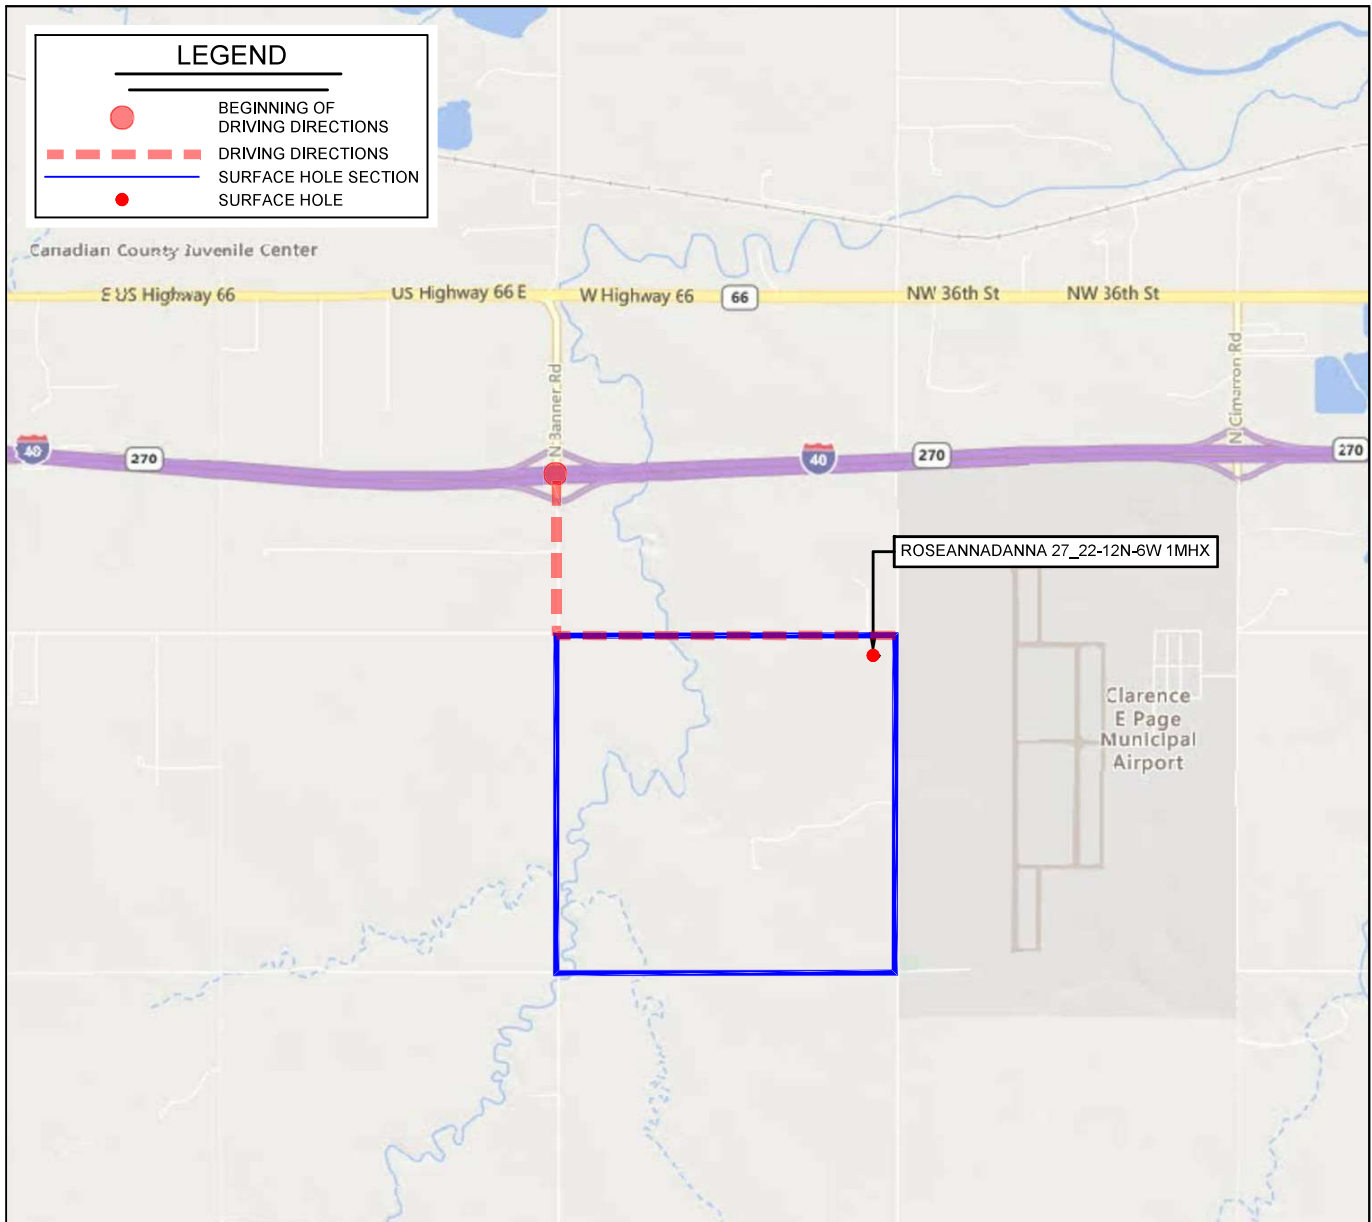 LEGEND
BEGINNING OF
DRIVING DIRECTIONS
DRIVING DIRECTIONS
SURFACE HOLE SECTION
SURFACE HOLE
Canadian County Juvenile Center
E US Highway 66
US Highway 66 E
W Highway 66
66
NW 36th St
NW 36th St
N Banner Rd
N Cimarron Rd
40
270
40
270
270
ROSEANNADANNA 27_22-12N-6W 1MHX
Clarence
E Page
Municipal
Airport